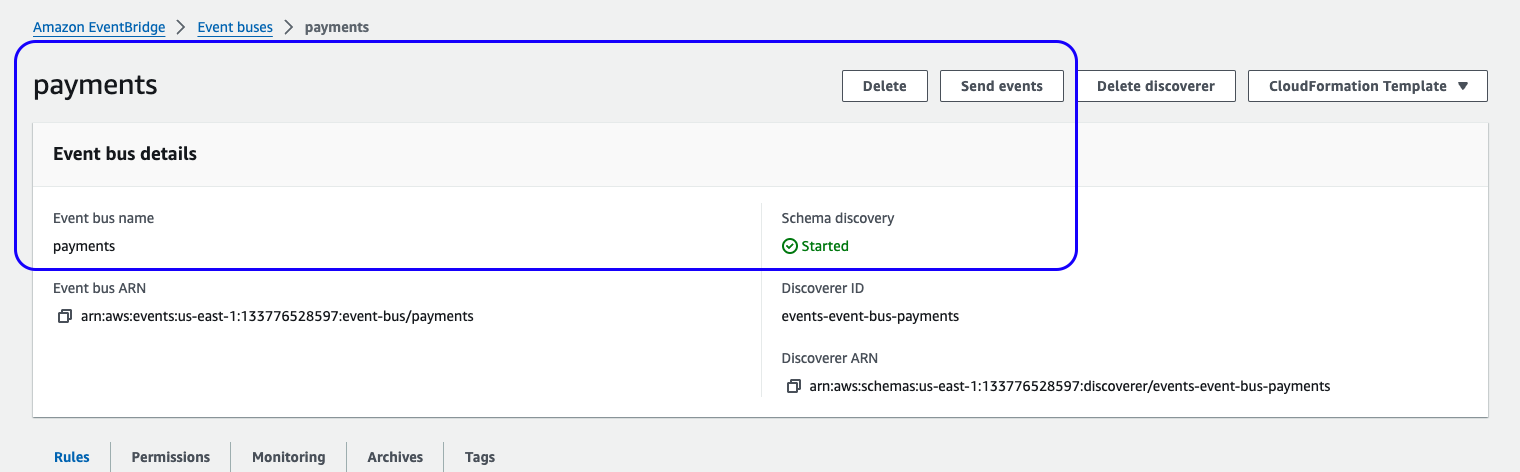 Amazon EventBridge > Event buses > payments
payments
Delete
Send events
Delete discoverer
CloudFormation Template
Event bus details
Event bus name
payments
Schema discovery
Started
Event bus ARN
arn:aws:events:us-east-1:133776528597:event-bus/payments
Discoverer ID
events-event-bus-payments
Discoverer ARN
arn:aws:schemas:us-east-1:133776528597:discoverer/events-event-bus-payments
Rules
Permissions
Monitoring
Archives
Tags